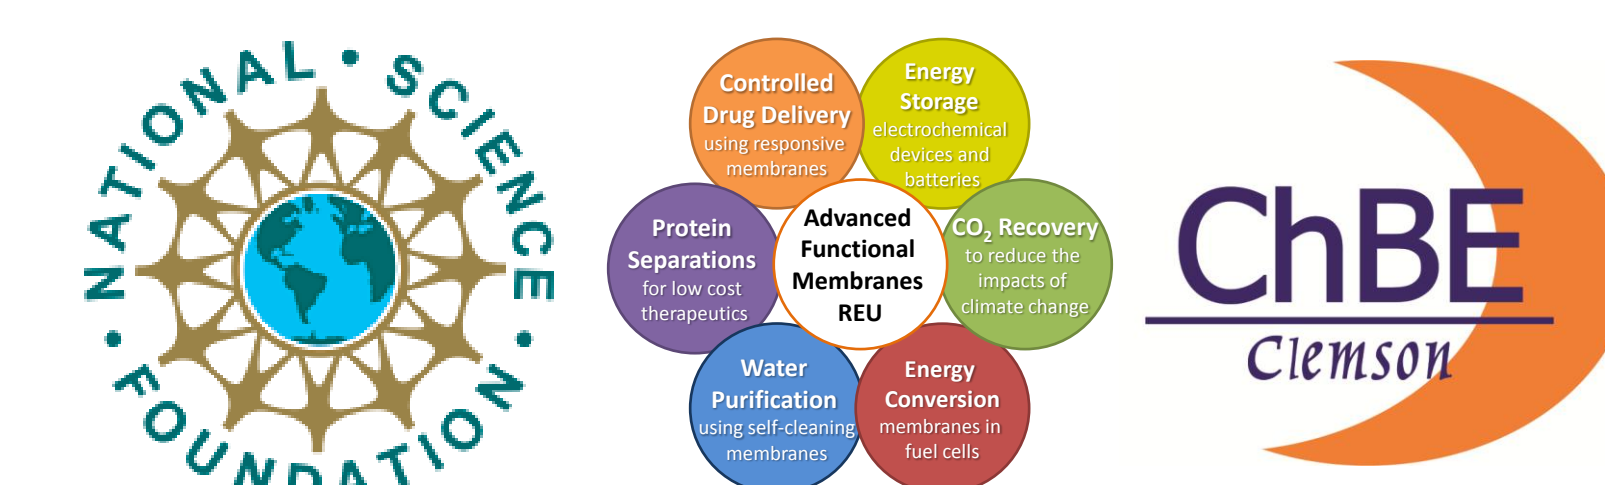 NATIONAL • SCIENCE • FOUNDATION •
Controlled
Drug Delivery
using responsive
membranes
Energy
Storage
electrochemical
devices and
batteries
Protein
Separations
for low cost
therapeutics
Advanced
Functional
Membranes
REU
CO₂ Recovery
to reduce the
impacts of
climate change
Water
Purification
using self-cleaning
membranes
Energy
Conversion
membranes in
fuel cells
ChBE
Clemson